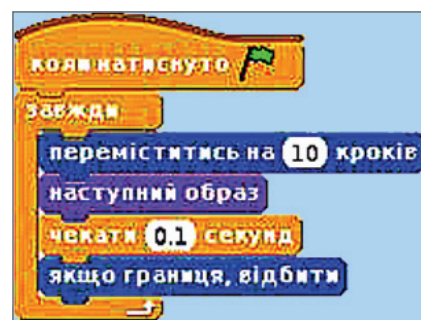 коли натиснуто
завжди
переміститись на 10 кроків
наступний образ
чекати 0.1 секунд
якщо границя, відбити